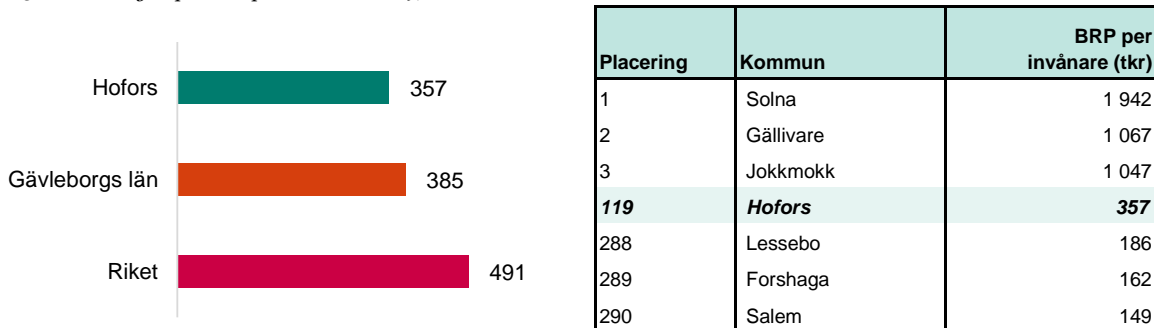 Hofors 357
Gävleborgs län 385
Riket 491
Placering Kommun BRP per invånare (tkr)
1 Solna 1 942
2 Gällivare 1 067
3 Jokkmokk 1 047
119 Hofors 357
288 Lessebo 186
289 Forshaga 162
290 Salem 149